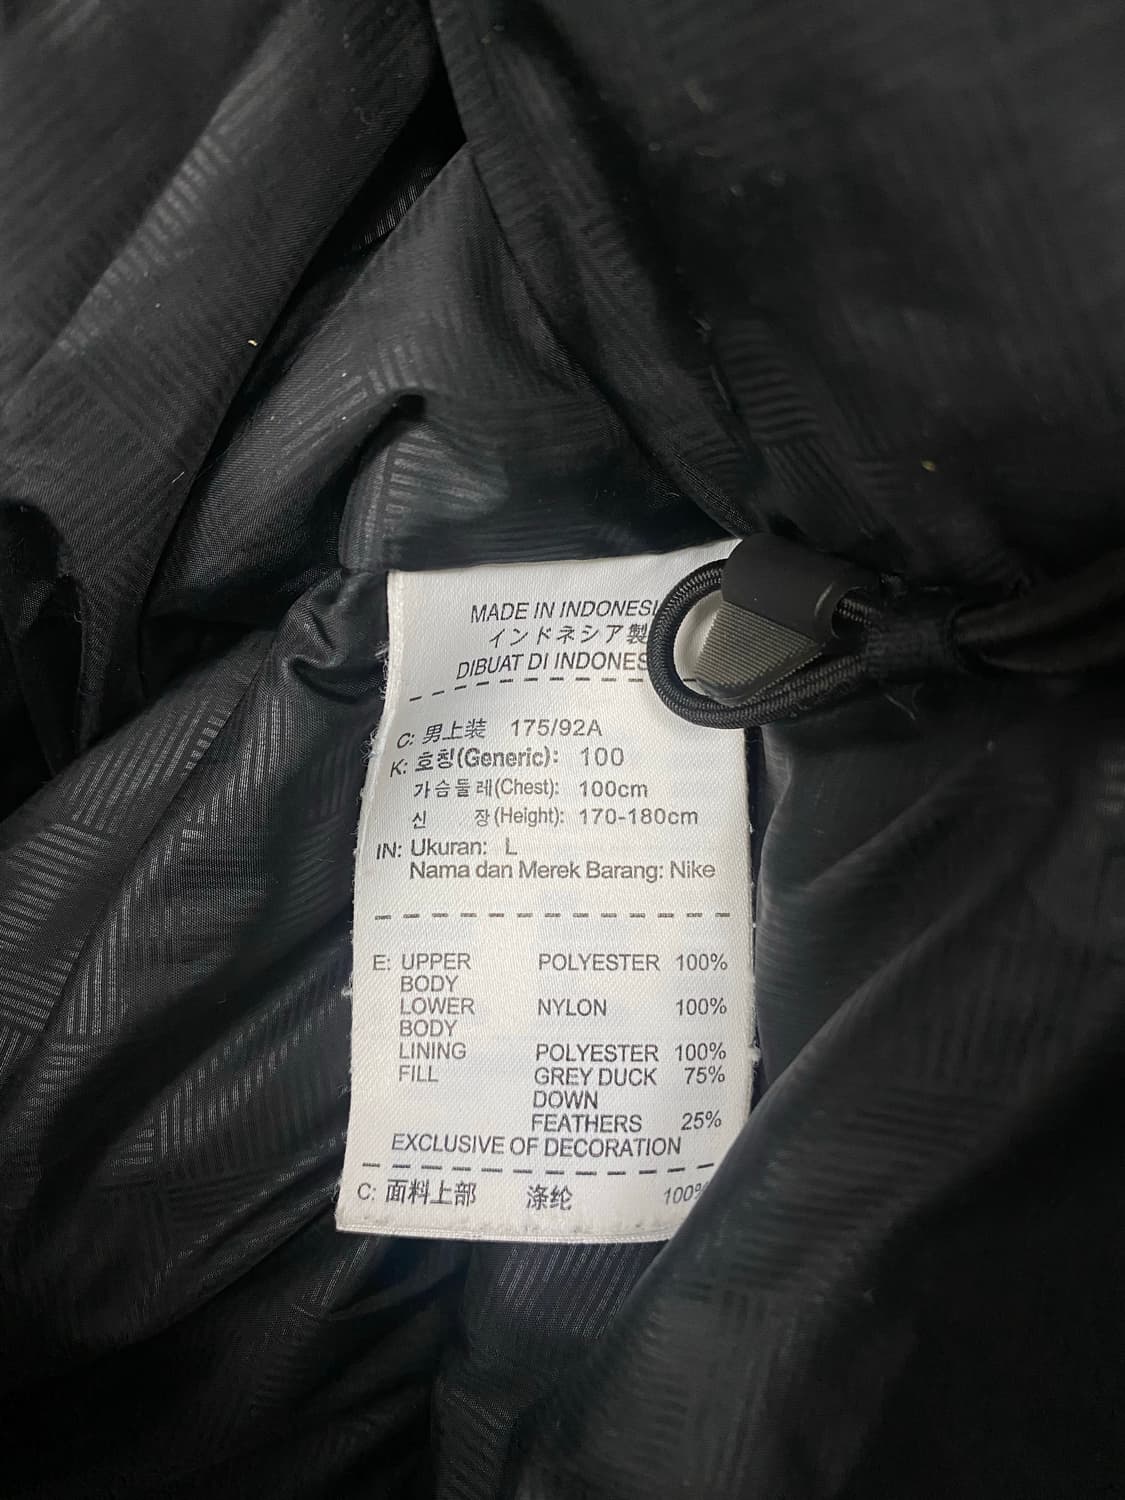 MADE IN INDONESI
インドネシア製
DIBUAT DI INDONES
C: 男上装 175/92A
K: 호칭(Generic): 100
가슴둘레(Chest): 100cm
신 장(Height): 170-180cm
IN: Ukuran: L
Nama dan Merek Barang: Nike
E: UPPER POLYESTER 100%
BODY
LOWER NYLON 100%
BODY
LINING POLYESTER 100%
FILL GREY DUCK 75%
DOWN
FEATHERS 25%
EXCLUSIVE OF DECORATION
C: 面料上部 涤纶 100%